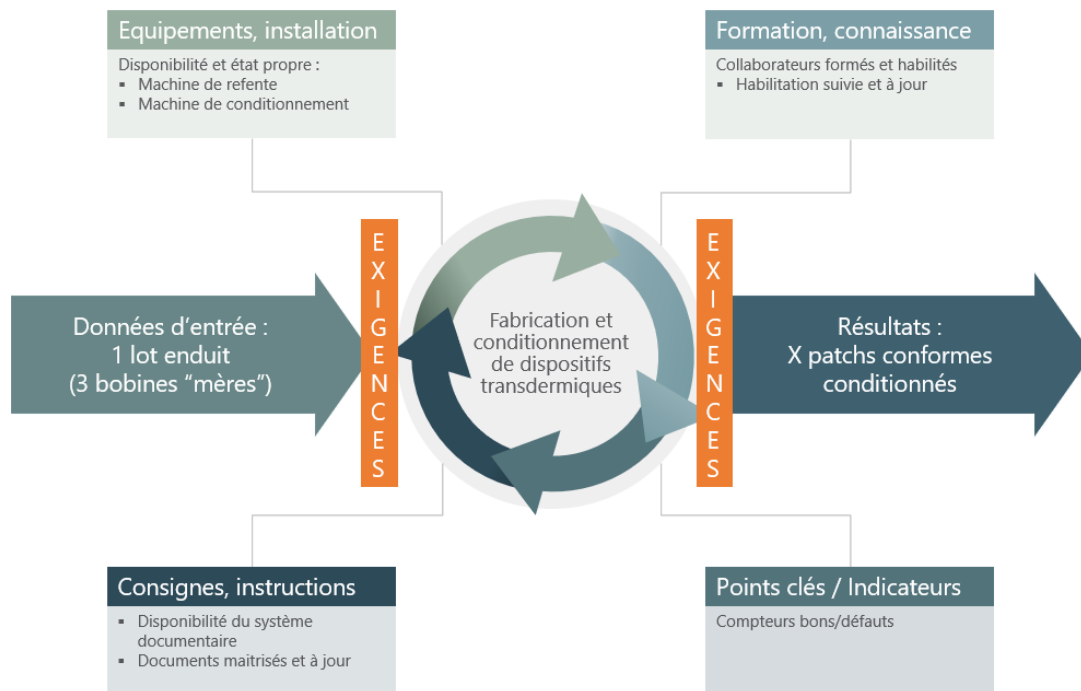 Equipements, installation
Disponibilité et état propre :
▪ Machine de refente
▪ Machine de conditionnement
Formation, connaissance
Collaborateurs formés et habilités
▪ Habilitation suivie et à jour
Données d’entrée :
1 lot enduit
(3 bobines “mères”)
E
X
I
G
E
N
C
E
S
Fabrication et
conditionnement
de dispositifs
transdermiques
E
X
I
G
E
N
C
E
S
Résultats :
X patchs conformes
conditionnés
Consignes, instructions
▪ Disponibilité du système
documentaire
▪ Documents maitrisés et à jour
Points clés / Indicateurs
Compteurs bons/défauts